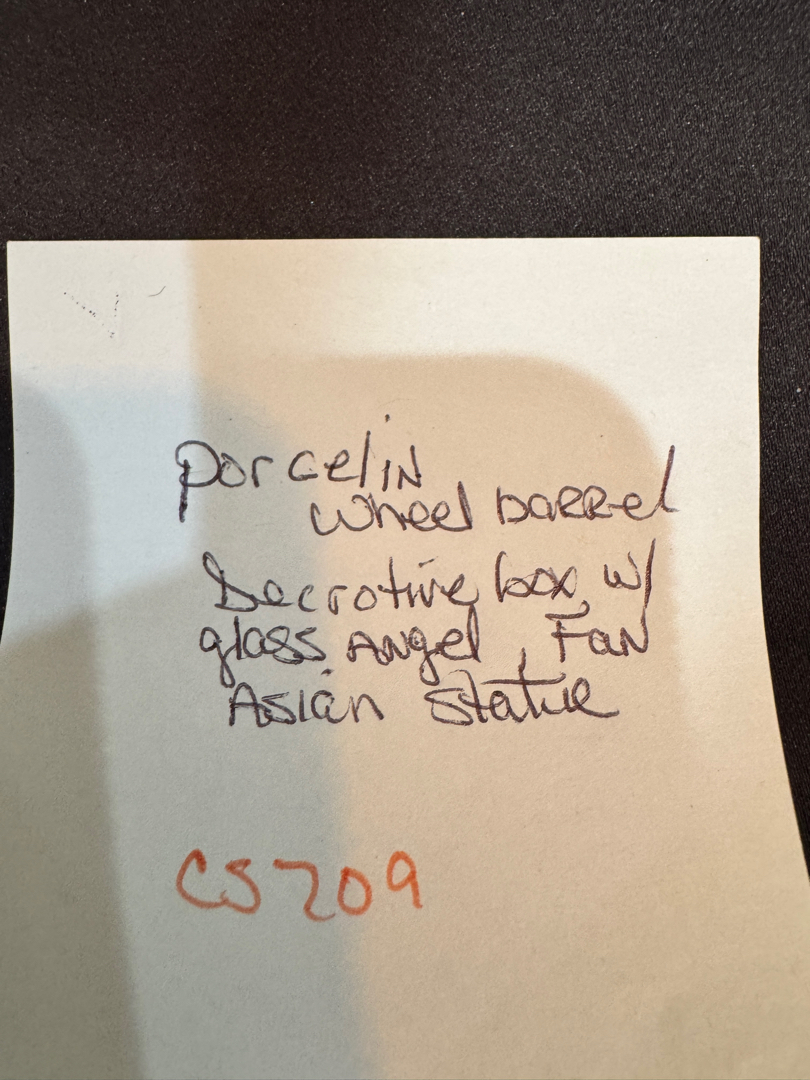 Porcelin
wheel barrel
Decrotive box w/
glass Angel, Fan
Asian statue
CS209